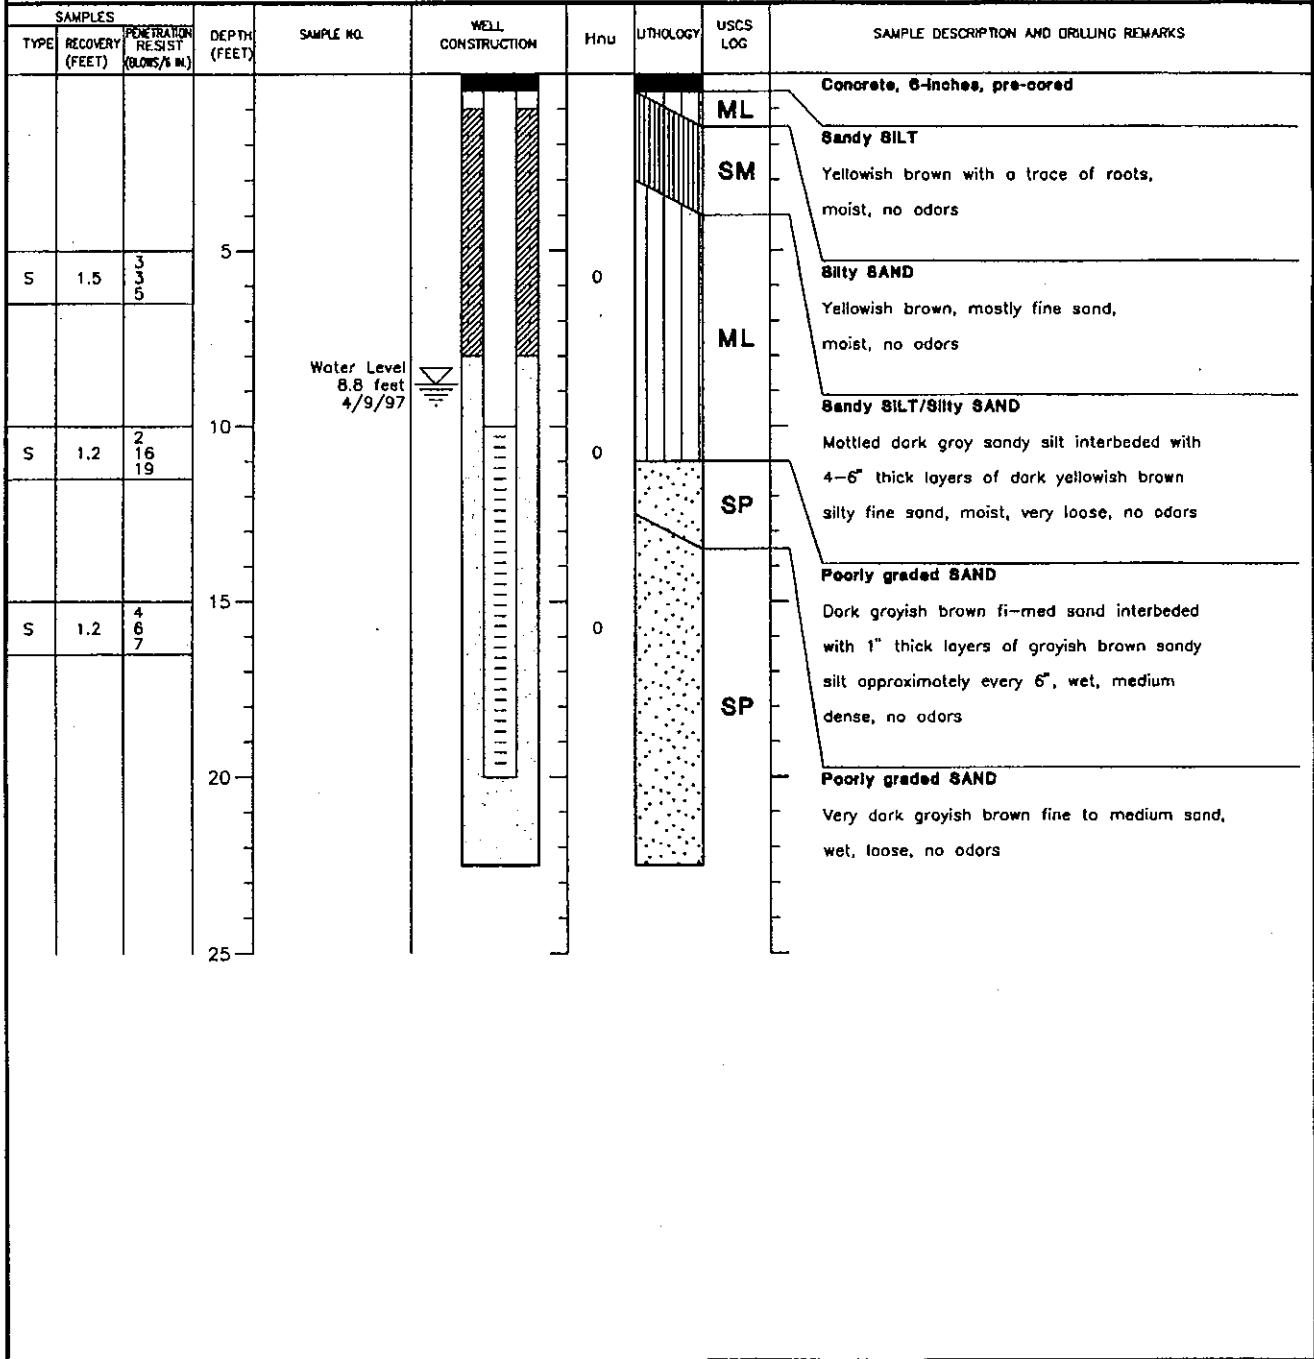 SAMPLES
TYPE
RECOVERY
(FEET)
PENETRATION
RESIST
(BLOWS/6 IN.)
DEPTH
(FEET)
SAMPLE NO.
WELL
CONSTRUCTION
Hnu
LITHOLOGY
USCS
LOG
SAMPLE DESCRIPTION AND DRILLING REMARKS
Concrete, 6-inches, pre-cored
ML
Sandy SILT
Yellowish brown with a trace of roots,
moist, no odors
SM
5
S 1.5 3
3
5
0
Silty SAND
Yellowish brown, mostly fine sand,
moist, no odors
ML
Water Level
8.8 feet
4/9/97
Sandy SILT/Silty SAND
Mottled dark gray sandy silt interbeded with
4-6" thick layers of dark yellowish brown
silty fine sand, moist, very loose, no odors
10
S 1.2 2
16
19
0
SP
Poorly graded SAND
Dark grayish brown fi-med sand interbeded
with 1" thick layers of grayish brown sandy
silt approximately every 6", wet, medium
dense, no odors
15
S 1.2 4
6
7
0
SP
20
Poorly graded SAND
Very dark grayish brown fine to medium sand,
wet, loose, no odors
25